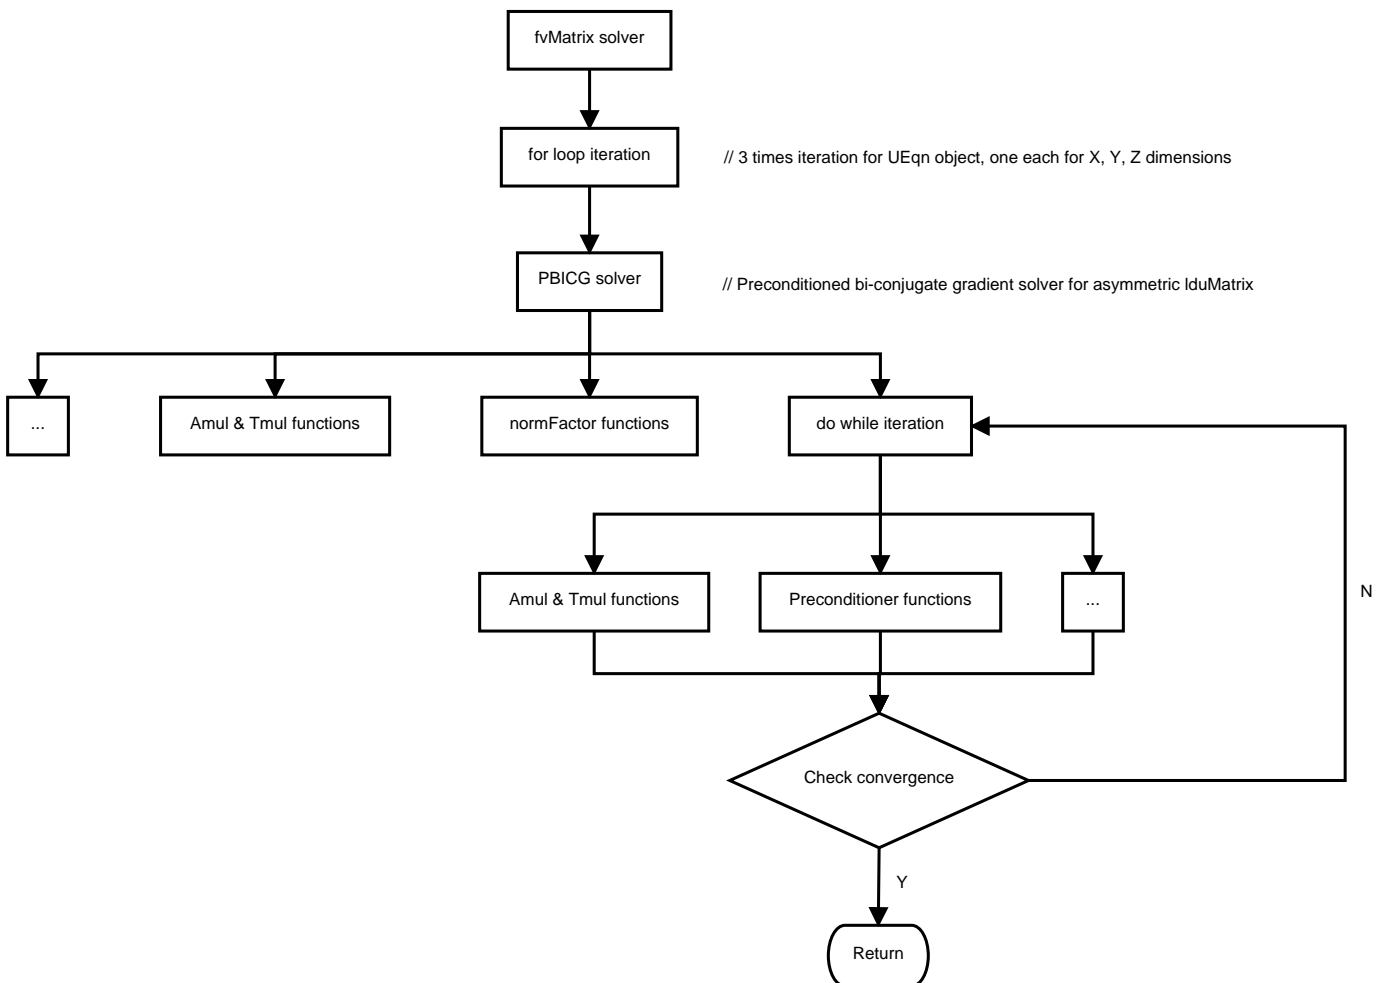 fvMatrix solver
for loop iteration
// 3 times iteration for UEqn object, one each for X, Y, Z dimensions
PBICG solver
// Preconditioned bi-conjugate gradient solver for asymmetric lduMatrix
...
Amul & Tmul functions
normFactor functions
do while iteration
Amul & Tmul functions
Preconditioner functions
...
N
Check convergence
Y
Return